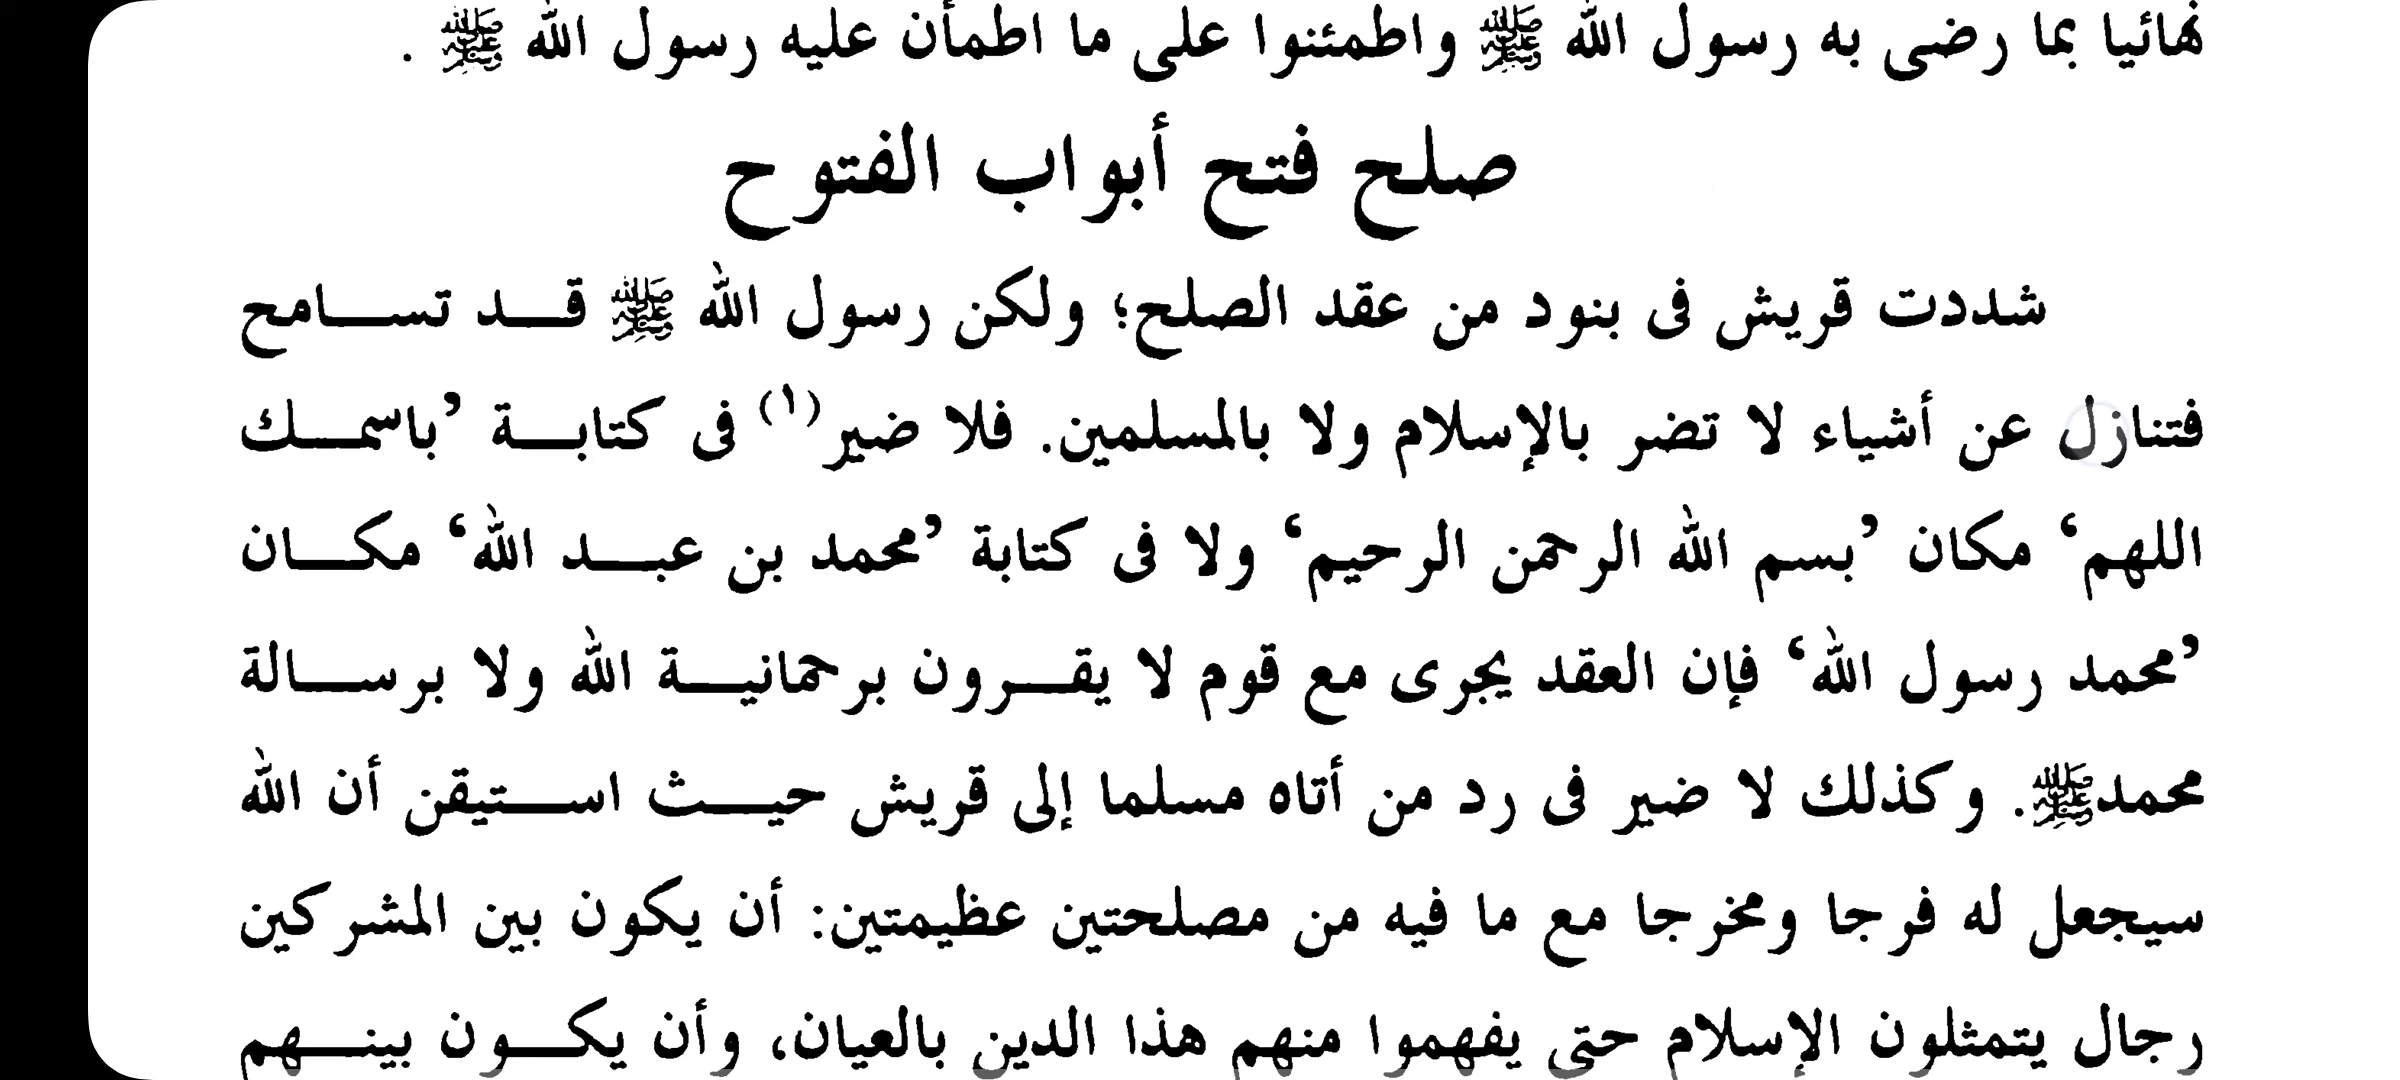 نهائيا بما رضى به رسول الله ﷺ واطمئنوا على ما اطمأن عليه رسول الله ﷺ .
صلح فتح أبواب الفتوح
شددت قريش فى بنود من عقد الصلح؛ ولكن رسول الله ﷺ قد تسامح
فتنازل عن أشياء لا تضر بالإسلام ولا بالمسلمين. فلا ضير(١) فى كتابة ’باسمك
اللهم‘ مكان ’بسم الله الرحمن الرحيم‘ ولا فى كتابة ’محمد بن عبد الله‘ مكان
’محمد رسول الله‘ فإن العقد يجرى مع قوم لا يقرون برحمانية الله ولا برسالة
محمدﷺ. وكذلك لا ضير فى رد من أتاه مسلما إلى قريش حيث استيقن أن الله
سيجعل له فرجا ومخرجا مع ما فيه من مصلحتين عظيمتين: أن يكون بين المشركين
رجال يتمثلون الإسلام حتى يفهموا منهم هذا الدين بالعيان، وأن يكون بينهم